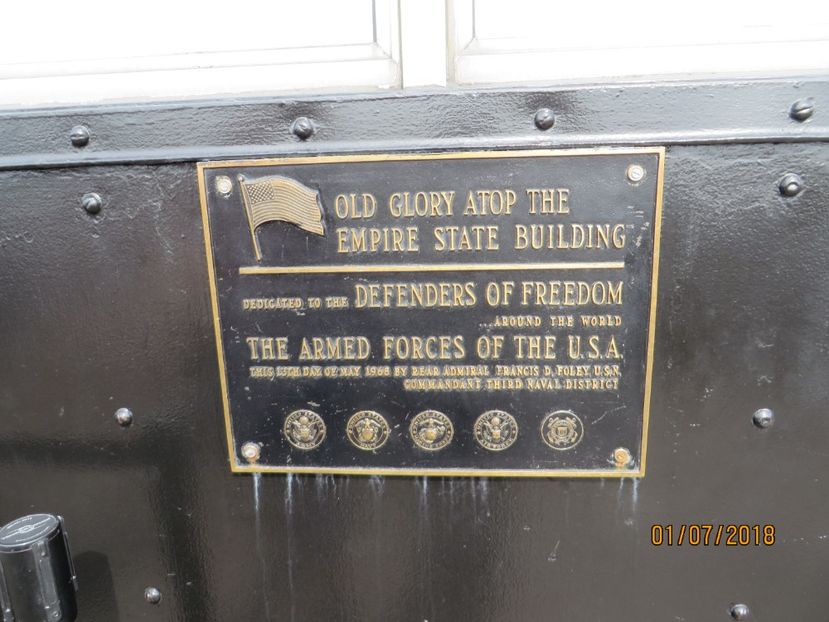 OLD GLORY ATOP THE
EMPIRE STATE BUILDING
DEDICATED TO THE DEFENDERS OF FREEDOM
...AROUND THE WORLD
THE ARMED FORCES OF THE U.S.A.
THIS 13TH DAY OF MAY 1968 BY REAR ADMIRAL FRANCIS D. FOLEY, U.S.N.
COMMANDANT THIRD NAVAL DISTRICT
01/07/2018